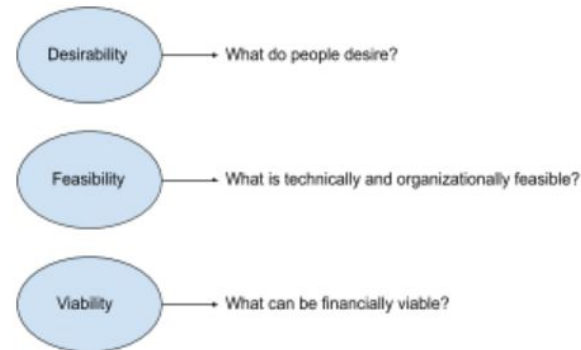 Desirability
What do people desire?
Feasibility
What is technically and organizationally feasible?
Viability
What can be financially viable?